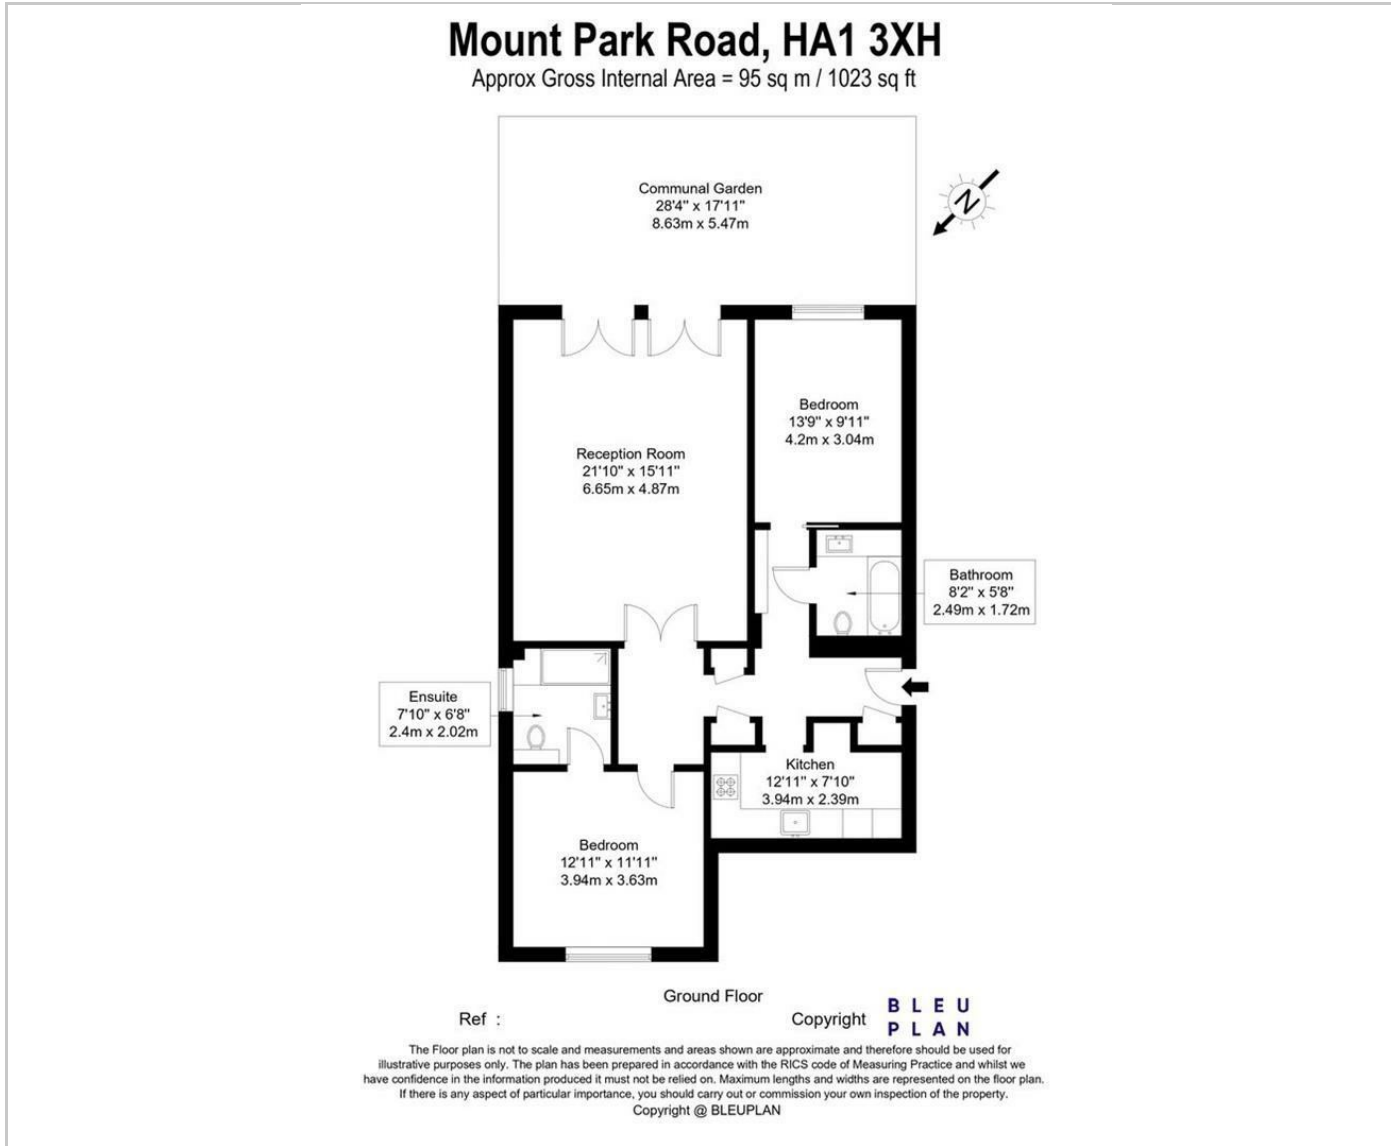 Mount Park Road, HA1 3XH
Approx Gross Internal Area = 95 sq m / 1023 sq ft
Communal Garden
28'4" x 17'11"
8.63m x 5.47m
N
Bedroom
13'9" x 9'11"
4.2m x 3.04m
Reception Room
21'10" x 15'11"
6.65m x 4.87m
Bathroom
8'2" x 5'8"
2.49m x 1.72m
Ensuite
7'10" x 6'8"
2.4m x 2.02m
Kitchen
12'11" x 7'10"
3.94m x 2.39m
Bedroom
12'11" x 11'11"
3.94m x 3.63m
Ground Floor
Ref :
Copyright
BLEU
PLAN
The Floor plan is not to scale and measurements and areas shown are approximate and therefore should be used for
illustrative purposes only. The plan has been prepared in accordance with the RICS code of Measuring Practice and whilst we
have confidence in the information produced it must not be relied on. Maximum lengths and widths are represented on the floor plan.
If there is any aspect of particular importance, you should carry out or commission your own inspection of the property.
Copyright @ BLEUPLAN